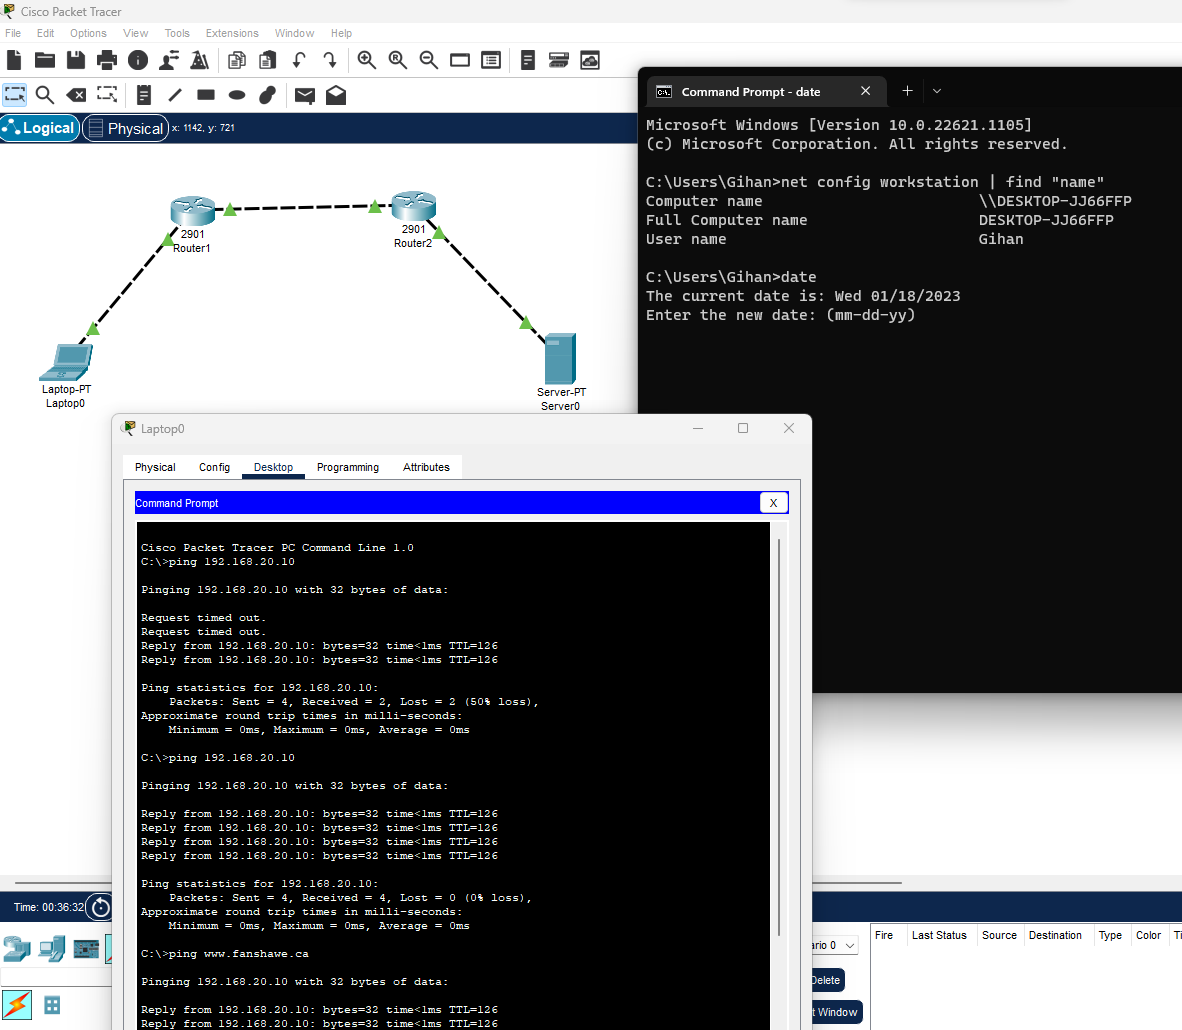 Cisco Packet Tracer
File Edit Options View Tools Extensions Window Help
Logical Physical x: 1142, y: 721
2901
Router1
2901
Router2
Laptop-PT
Laptop0
Server-PT
Server0
Command Prompt - date
Microsoft Windows [Version 10.0.22621.1105]
(c) Microsoft Corporation. All rights reserved.
C:\Users\Gihan>net config workstation | find "name"
Computer name \\DESKTOP-JJ66FFP
Full Computer name DESKTOP-JJ66FFP
User name Gihan
C:\Users\Gihan>date
The current date is: Wed 01/18/2023
Enter the new date: (mm-dd-yy)
Laptop0
Physical Config Desktop Programming Attributes
Command Prompt X
Cisco Packet Tracer PC Command Line 1.0
C:\>ping 192.168.20.10
Pinging 192.168.20.10 with 32 bytes of data:
Request timed out.
Request timed out.
Reply from 192.168.20.10: bytes=32 time<1ms TTL=126
Reply from 192.168.20.10: bytes=32 time<1ms TTL=126
Ping statistics for 192.168.20.10:
Packets: Sent = 4, Received = 2, Lost = 2 (50% loss),
Approximate round trip times in milli-seconds:
Minimum = 0ms, Maximum = 0ms, Average = 0ms
C:\>ping 192.168.20.10
Pinging 192.168.20.10 with 32 bytes of data:
Reply from 192.168.20.10: bytes=32 time<1ms TTL=126
Reply from 192.168.20.10: bytes=32 time<1ms TTL=126
Reply from 192.168.20.10: bytes=32 time<1ms TTL=126
Reply from 192.168.20.10: bytes=32 time<1ms TTL=126
Ping statistics for 192.168.20.10:
Packets: Sent = 4, Received = 4, Lost = 0 (0% loss),
Approximate round trip times in milli-seconds:
Minimum = 0ms, Maximum = 0ms, Average = 0ms
C:\>ping www.fanshawe.ca
Pinging 192.168.20.10 with 32 bytes of data:
Reply from 192.168.20.10: bytes=32 time<1ms TTL=126
Reply from 192.168.20.10: bytes=32 time<1ms TTL=126
Time: 00:36:32
ario 0
Delete
t Window
Fire Last Status Source Destination Type Color Ti